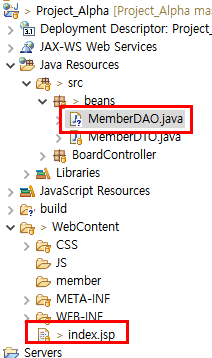 > Project_Alpha [Project_Alpha mas
Deployment Descriptor: Project_
JAX-WS Web Services
Java Resources
> src
> beans
MemberDAO.java
MemberDTO.java
BoardController
Libraries
JavaScript Resources
build
> WebContent
CSS
JS
member
META-INF
WEB-INF
> index.jsp
Servers